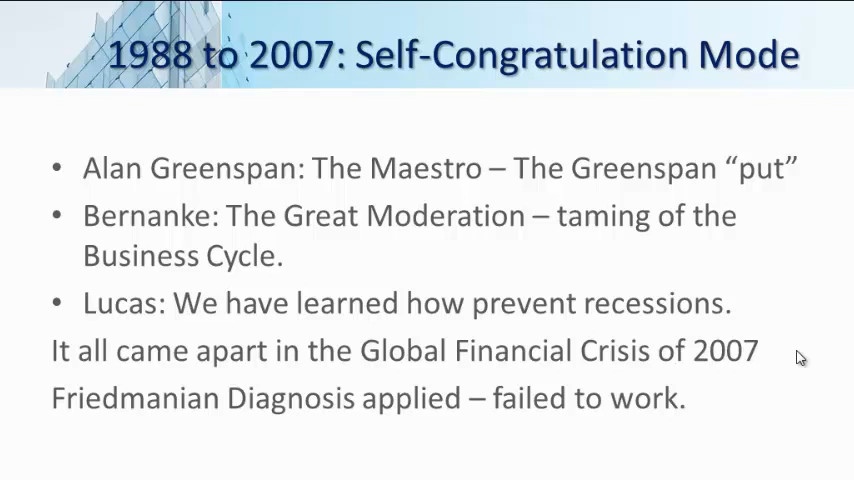 1988 to 2007: Self-Congratulation Mode
• Alan Greenspan: The Maestro – The Greenspan “put”
• Bernanke: The Great Moderation – taming of the
Business Cycle.
• Lucas: We have learned how prevent recessions.
It all came apart in the Global Financial Crisis of 2007
Friedmanian Diagnosis applied – failed to work.